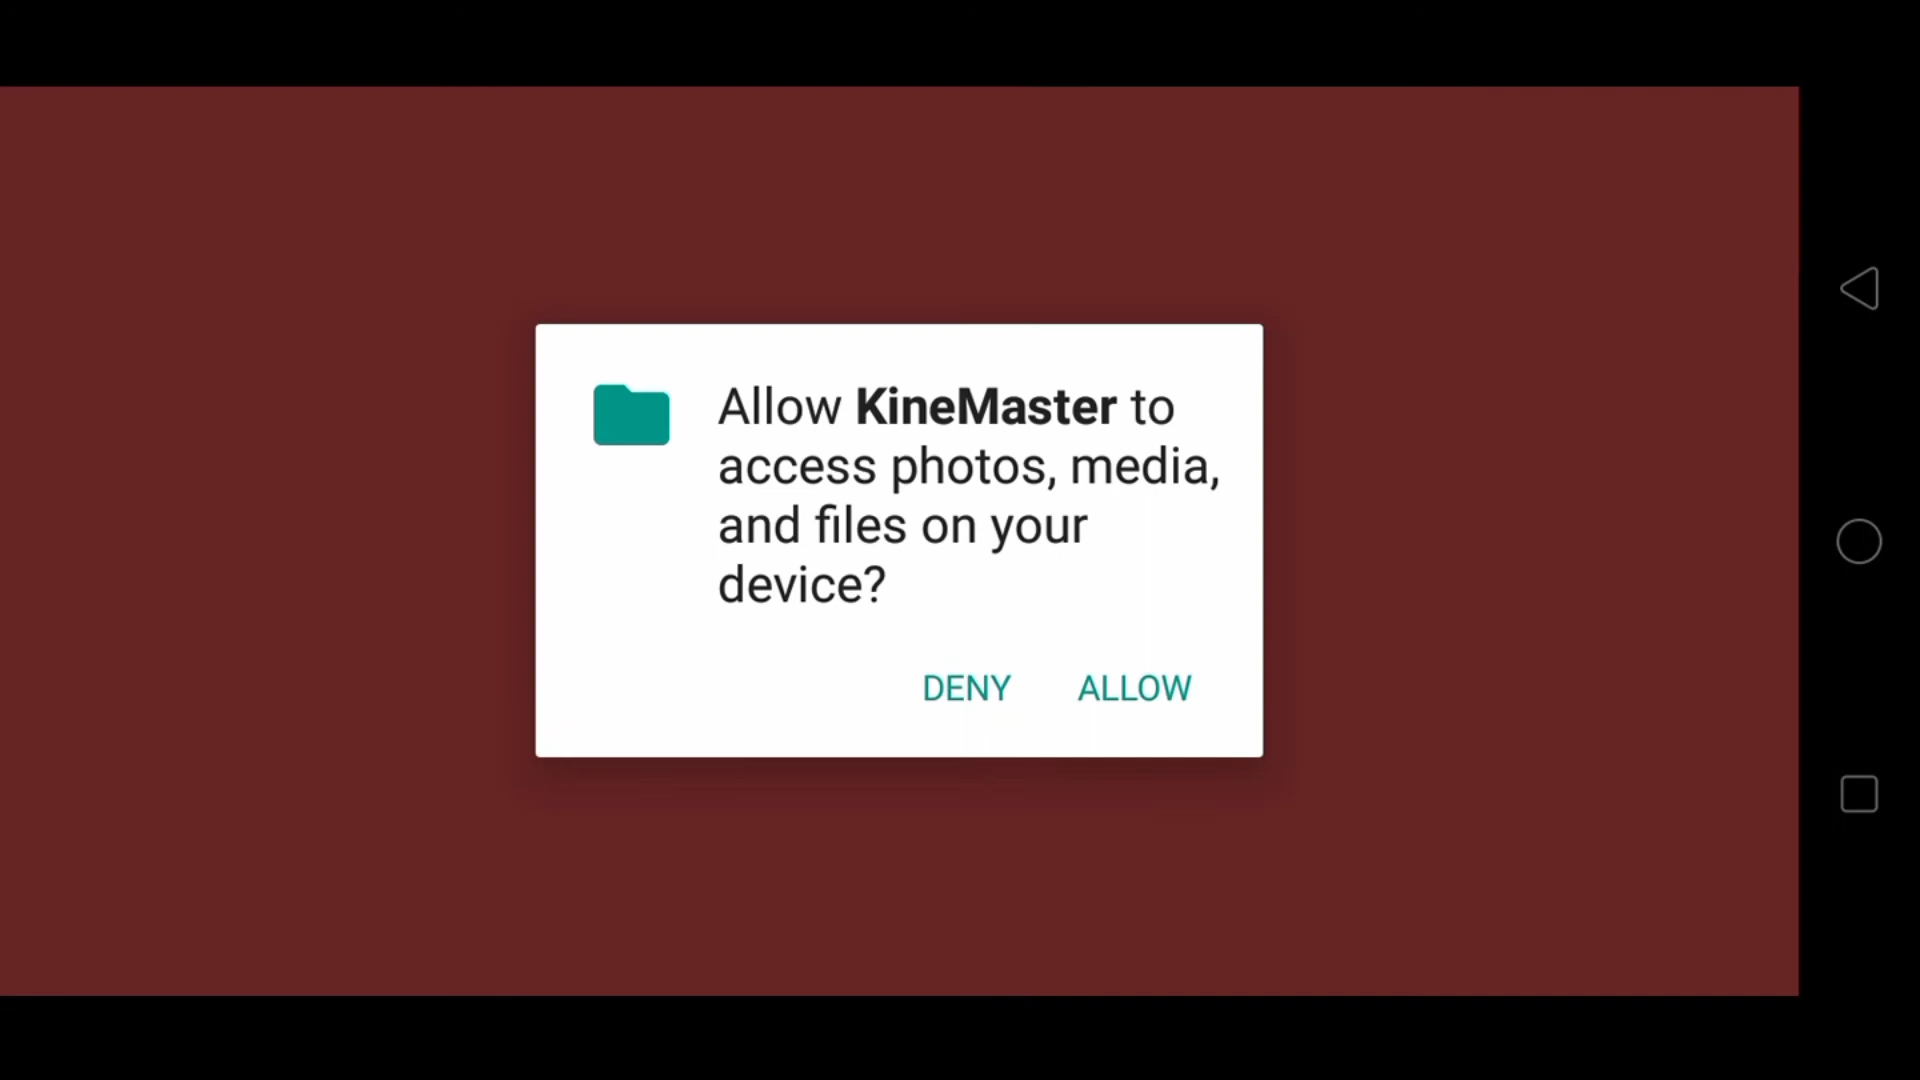 Allow KineMaster to
access photos, media,
and files on your
device?
DENY ALLOW